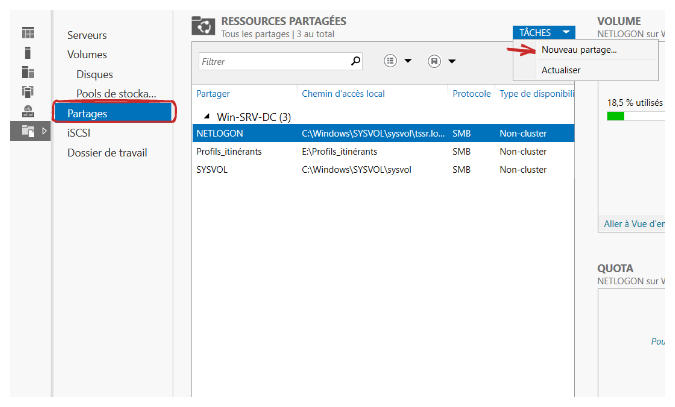 Serveurs
Volumes
Disques
Pools de stocka...
Partages
iSCSI
Dossier de travail
RESSOURCES PARTAGÉES
Tous les partages | 3 au total
TÂCHES
Nouveau partage...
Actualiser
Filtrer
Partager Chemin d'accès local Protocole Type de disponibili
Win-SRV-DC (3)
NETLOGON C:\Windows\SYSVOL\sysvol\tssr.lo... SMB Non-cluster
Profils_itinérants E:\Profils_itinérants SMB Non-cluster
SYSVOL C:\Windows\SYSVOL\sysvol SMB Non-cluster
VOLUME
NETLOGON sur W
18,5 % utilisés
Aller à Vue d'en
QUOTA
NETLOGON sur W
Pou